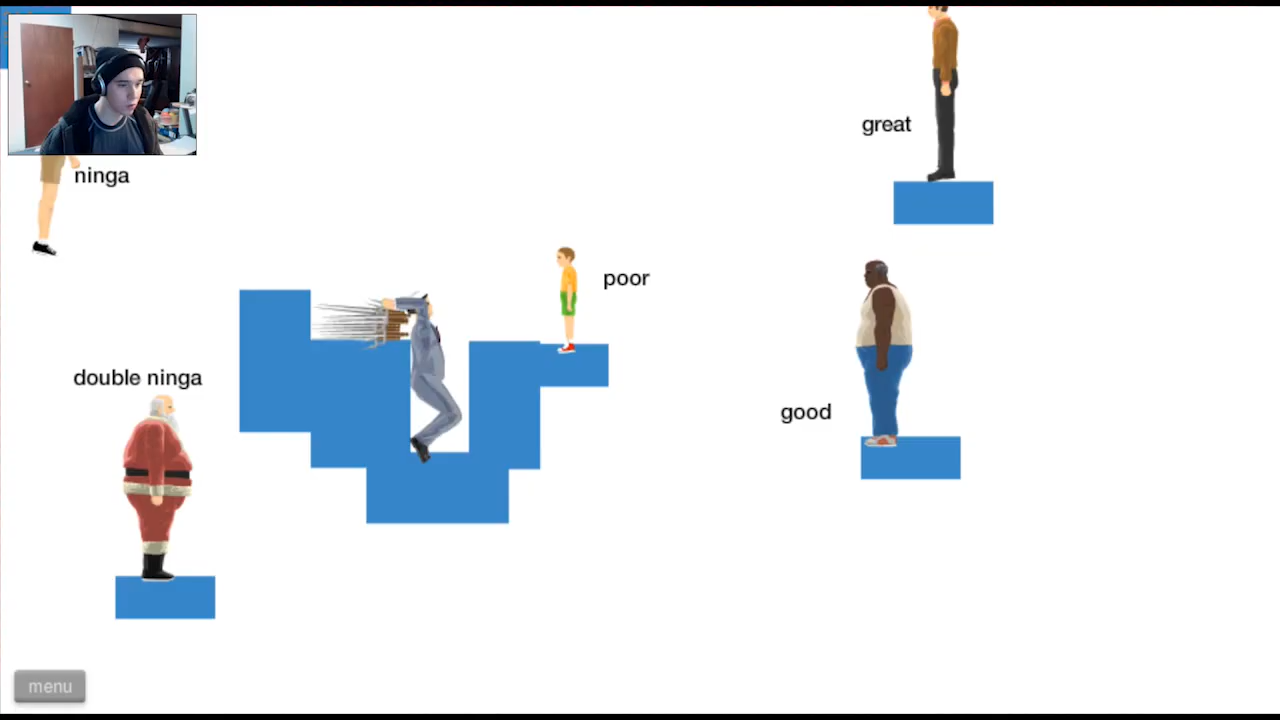 great
ninga
poor
double ninga
good
menu